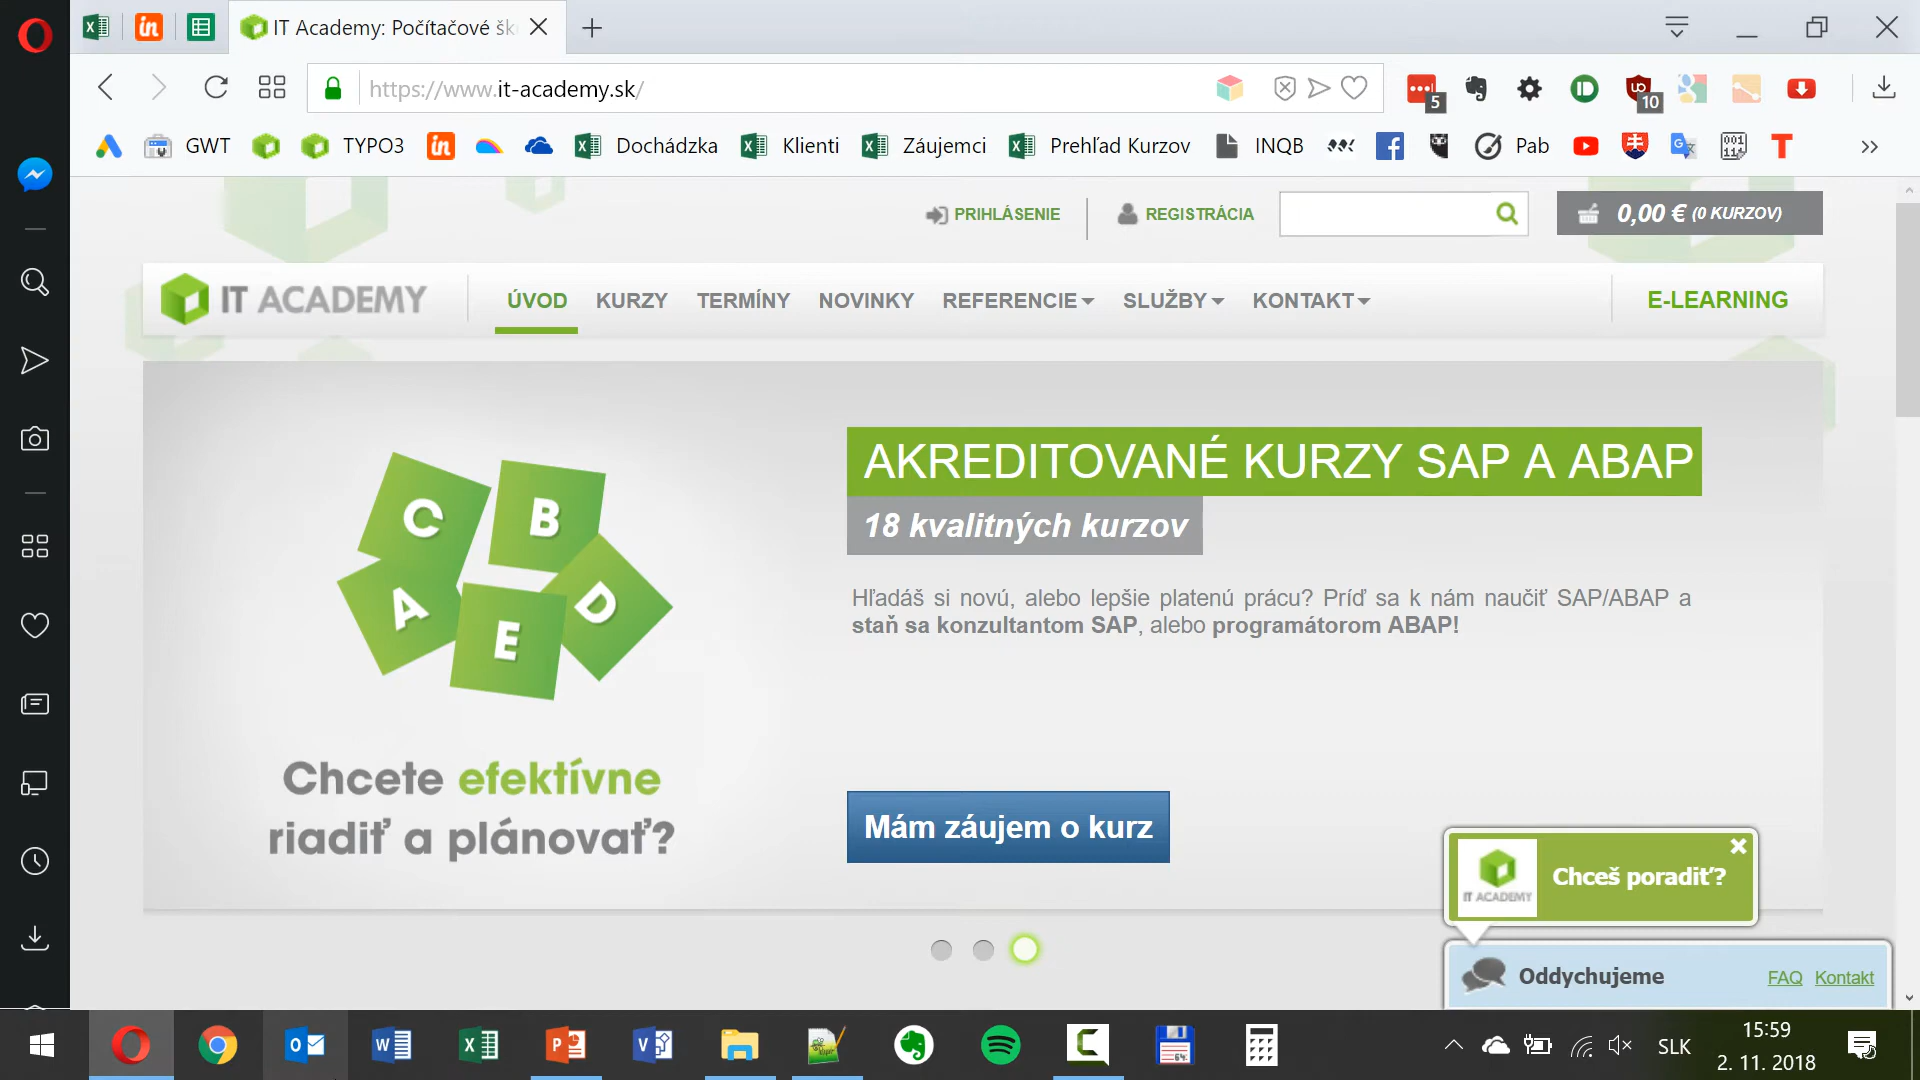 IT Academy: Počítačové šk
https://www.it-academy.sk/
5
10
GWT
TYPO3
Dochádzka
Klienti
Záujemci
Prehľad Kurzov
INQB
Pab
PRIHLÁSENIE
REGISTRÁCIA
0,00 € (0 KURZOV)
IT ACADEMY
ÚVOD
KURZY
TERMÍNY
NOVINKY
REFERENCIE
SLUŽBY
KONTAKT
E-LEARNING
AKREDITOVANÉ KURZY SAP A ABAP
18 kvalitných kurzov
Hľadáš si novú, alebo lepšie platenú prácu? Príď sa k nám naučiť SAP/ABAP a
staň sa konzultantom SAP, alebo programátorom ABAP!
C
B
A
E
D
Chcete efektívne
riadiť a plánovať?
Mám záujem o kurz
IT ACADEMY
Chceš poradiť?
Oddychujeme
FAQ
Kontakt
SLK
15:59
2. 11. 2018